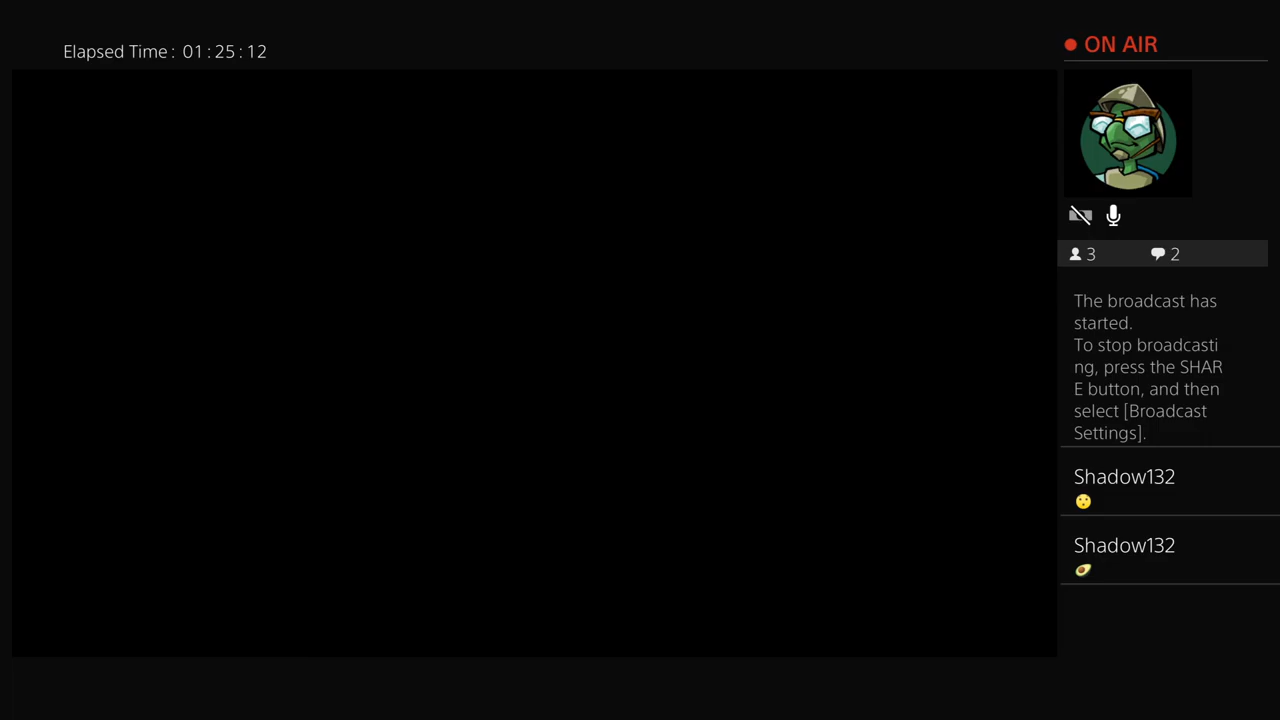 Elapsed Time : 01:25:12
ON AIR
3 2
The broadcast has
started.
To stop broadcasti
ng, press the SHAR
E button, and then
select [Broadcast
Settings].
Shadow132
😯
Shadow132
🥑